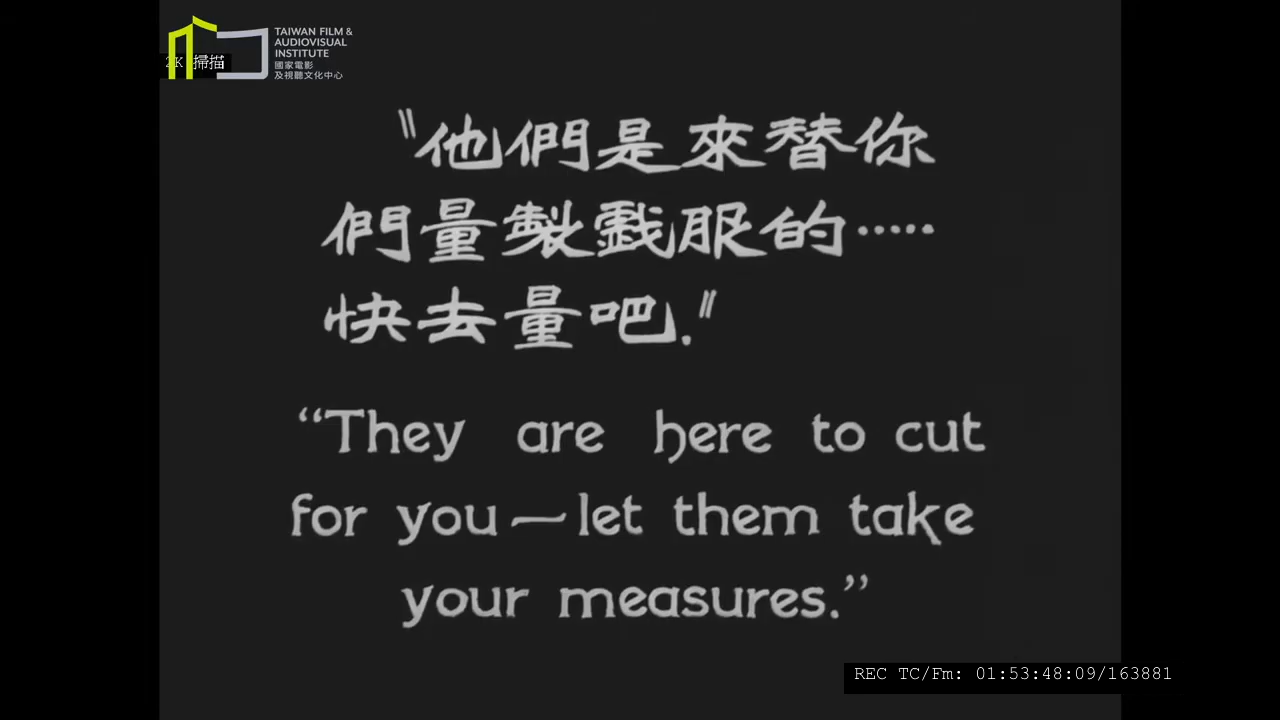 TAIWAN FILM &
AUDIOVISUAL
INSTITUTE
國家電影
及視聽文化中心
2K 掃描
"他們是來替你
們量製戲服的·····
快去量吧."
“They are here to cut
for you—let them take
your measures.”
REC TC/Fm: 01:53:48:09/163881